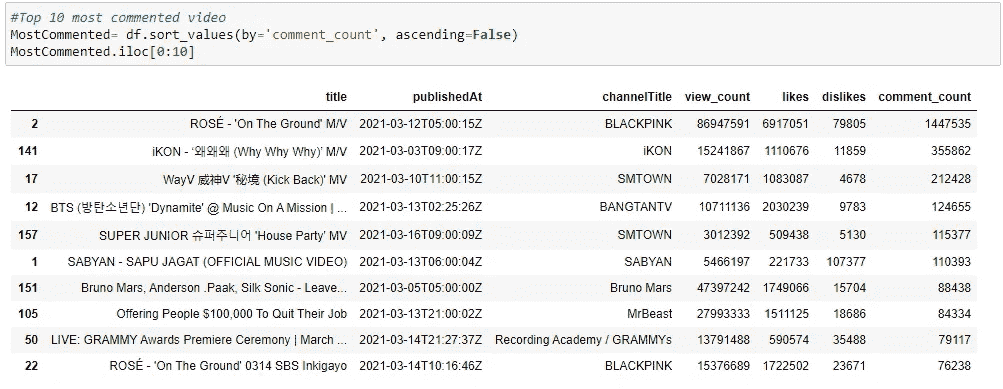 #Top 10 most commented video
MostCommented= df.sort_values(by='comment_count', ascending=False)
MostCommented.iloc[0:10]
title publishedAt channelTitle view_count likes dislikes comment_count
2 ROSÉ - 'On The Ground' M/V 2021-03-12T05:00:15Z BLACKPINK 86947591 6917051 79805 1447535
141 iKON - ‘왜왜왜 (Why Why Why)’ M/V 2021-03-03T09:00:17Z iKON 15241867 1110676 11859 355862
17 WayV 威神V '秘境 (Kick Back)' MV 2021-03-10T11:00:15Z SMTOWN 7028171 1083087 4678 212428
12 BTS (방탄소년단) 'Dynamite' @ Music On A Mission | ... 2021-03-13T02:25:26Z BANGTANTV 10711136 2030239 9783 124655
157 SUPER JUNIOR 슈퍼주니어 'House Party' MV 2021-03-16T09:00:09Z SMTOWN 3012392 509438 5130 115377
1 SABYAN - SAPU JAGAT (OFFICIAL MUSIC VIDEO) 2021-03-13T06:00:04Z SABYAN 5466197 221733 107377 110393
151 Bruno Mars, Anderson .Paak, Silk Sonic - Leave... 2021-03-05T05:00:00Z Bruno Mars 47397242 1749066 15704 88438
105 Offering People $100,000 To Quit Their Job 2021-03-13T21:00:02Z MrBeast 27993333 1511125 18686 84334
50 LIVE: GRAMMY Awards Premiere Ceremony | March ... 2021-03-14T21:27:37Z Recording Academy / GRAMMYs 13791488 590574 35488 79117
22 ROSÉ - 'On The Ground' 0314 SBS Inkigayo 2021-03-14T10:16:46Z BLACKPINK 15376689 1722502 23671 76238